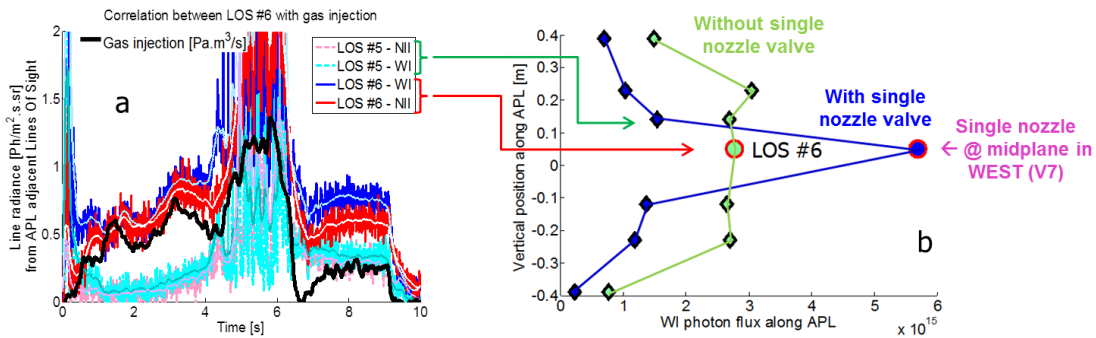 Correlation between LOS #6 with gas injection
Gas injection [Pa.m³/s]
LOS #5 - NII
LOS #5 - WI
LOS #6 - WI
LOS #6 - NII
a
Line radiance [Ph/m².s.sr]
from APL adjacent Lines Of Sight
2
1.5
1
0.5
0
0 2 4 6 8 10
Time [s]
Without single
nozzle valve
With single
nozzle valve
LOS #6
← Single nozzle
@ midplane in
WEST (V7)
b
Vertical position along APL [m]
0.4
0.3
0.2
0.1
0
-0.1
-0.2
-0.3
-0.4
0 1 2 3 4 5 6
WI photon flux along APL
x 10¹⁵